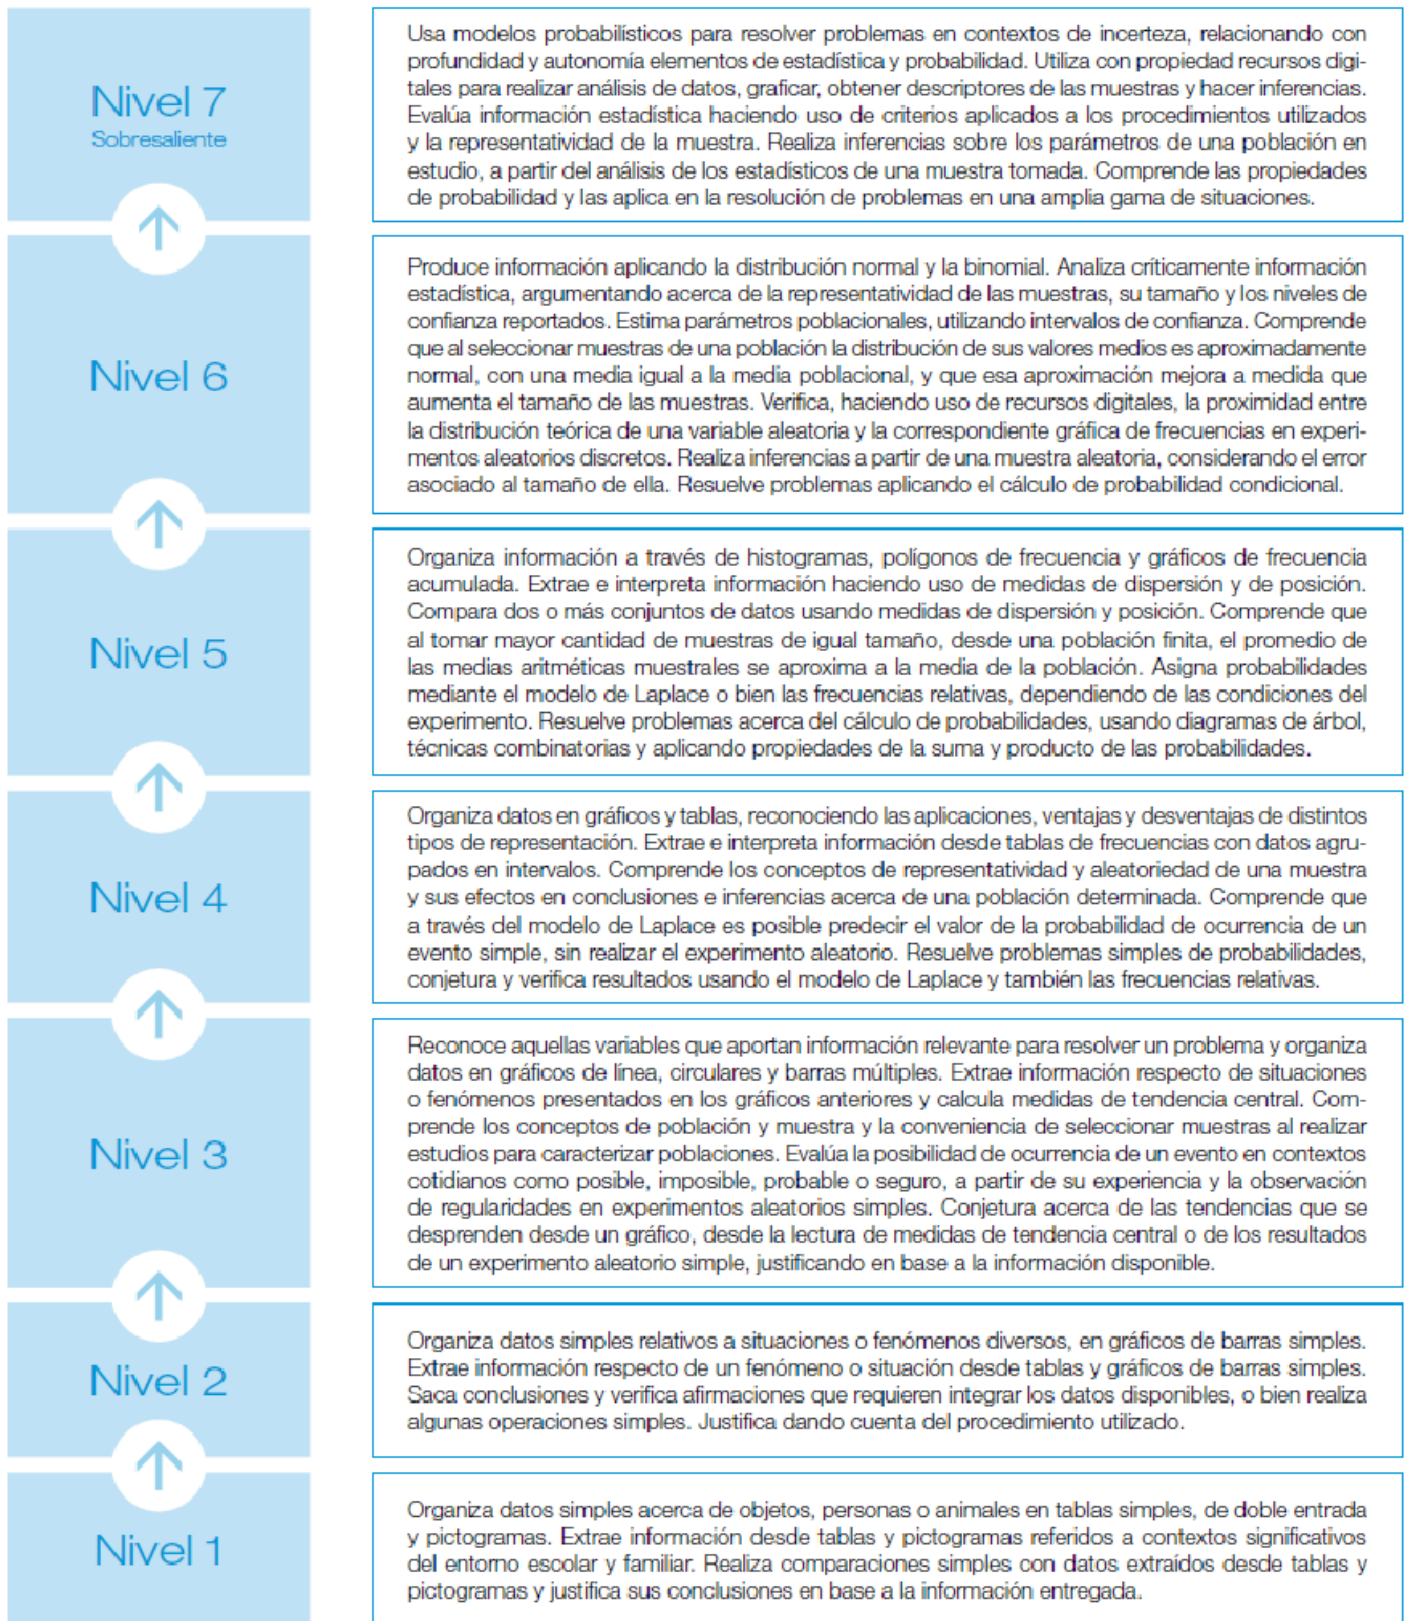 Nivel 7
Sobresaliente
Usa modelos probabilísticos para resolver problemas en contextos de incerteza, relacionando con
profundidad y autonomía elementos de estadística y probabilidad. Utiliza con propiedad recursos digi-
tales para realizar análisis de datos, graficar, obtener descriptores de las muestras y hacer inferencias.
Evalúa información estadística haciendo uso de criterios aplicados a los procedimientos utilizados
y la representatividad de la muestra. Realiza inferencias sobre los parámetros de una población en
estudio, a partir del análisis de los estadísticos de una muestra tomada. Comprende las propiedades
de probabilidad y las aplica en la resolución de problemas en una amplia gama de situaciones.
Nivel 6
Produce información aplicando la distribución normal y la binomial. Analiza críticamente información
estadística, argumentando acerca de la representatividad de las muestras, su tamaño y los niveles de
confianza reportados. Estima parámetros poblacionales, utilizando intervalos de confianza. Comprende
que al seleccionar muestras de una población la distribución de sus valores medios es aproximadamente
normal, con una media igual a la media poblacional, y que esa aproximación mejora a medida que
aumenta el tamaño de las muestras. Verifica, haciendo uso de recursos digitales, la proximidad entre
la distribución teórica de una variable aleatoria y la correspondiente gráfica de frecuencias en experi-
mentos aleatorios discretos. Realiza inferencias a partir de una muestra aleatoria, considerando el error
asociado al tamaño de ella. Resuelve problemas aplicando el cálculo de probabilidad condicional.
Nivel 5
Organiza información a través de histogramas, polígonos de frecuencia y gráficos de frecuencia
acumulada. Extrae e interpreta información haciendo uso de medidas de dispersión y de posición.
Compara dos o más conjuntos de datos usando medidas de dispersión y posición. Comprende que
al tomar mayor cantidad de muestras de igual tamaño, desde una población finita, el promedio de
las medias aritméticas muestrales se aproxima a la media de la población. Asigna probabilidades
mediante el modelo de Laplace o bien las frecuencias relativas, dependiendo de las condiciones del
experimento. Resuelve problemas acerca del cálculo de probabilidades, usando diagramas de árbol,
técnicas combinatorias y aplicando propiedades de la suma y producto de las probabilidades.
Nivel 4
Organiza datos en gráficos y tablas, reconociendo las aplicaciones, ventajas y desventajas de distintos
tipos de representación. Extrae e interpreta información desde tablas de frecuencias con datos agru-
pados en intervalos. Comprende los conceptos de representatividad y aleatoriedad de una muestra
y sus efectos en conclusiones e inferencias acerca de una población determinada. Comprende que
a través del modelo de Laplace es posible predecir el valor de la probabilidad de ocurrencia de un
evento simple, sin realizar el experimento aleatorio. Resuelve problemas simples de probabilidades,
conjetura y verifica resultados usando el modelo de Laplace y también las frecuencias relativas.
Nivel 3
Reconoce aquellas variables que aportan información relevante para resolver un problema y organiza
datos en gráficos de línea, circulares y barras múltiples. Extrae información respecto de situaciones
o fenómenos presentados en los gráficos anteriores y calcula medidas de tendencia central. Com-
prende los conceptos de población y muestra y la conveniencia de seleccionar muestras al realizar
estudios para caracterizar poblaciones. Evalúa la posibilidad de ocurrencia de un evento en contextos
cotidianos como posible, imposible, probable o seguro, a partir de su experiencia y la observación
de regularidades en experimentos aleatorios simples. Conjetura acerca de las tendencias que se
desprenden desde un gráfico, desde la lectura de medidas de tendencia central o de los resultados
de un experimento aleatorio simple, justificando en base a la información disponible.
Nivel 2
Organiza datos simples relativos a situaciones o fenómenos diversos, en gráficos de barras simples.
Extrae información respecto de un fenómeno o situación desde tablas y gráficos de barras simples.
Saca conclusiones y verifica afirmaciones que requieren integrar los datos disponibles, o bien realiza
algunas operaciones simples. Justifica dando cuenta del procedimiento utilizado.
Nivel 1
Organiza datos simples acerca de objetos, personas o animales en tablas simples, de doble entrada
y pictogramas. Extrae información desde tablas y pictogramas referidos a contextos significativos
del entorno escolar y familiar. Realiza comparaciones simples con datos extraídos desde tablas y
pictogramas y justifica sus conclusiones en base a la información entregada.